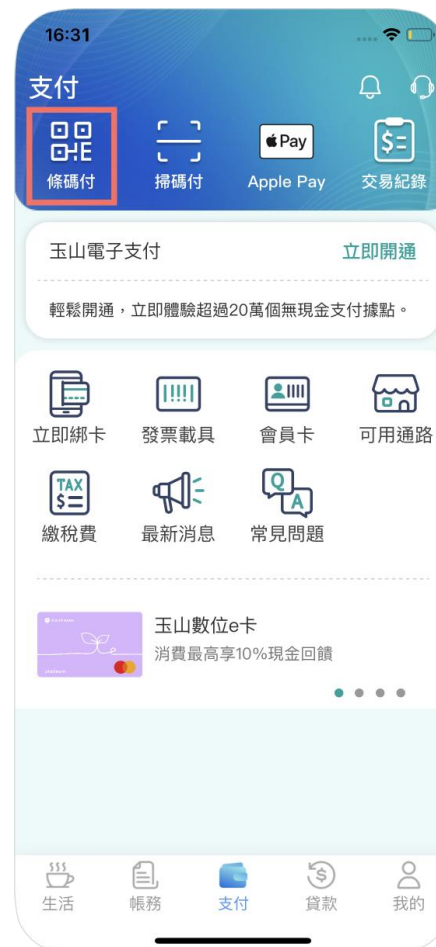 16:31
支付
條碼付
掃碼付
Pay
Apple Pay
$
交易紀錄
玉山電子支付
立即開通
輕鬆開通，立即體驗超過20萬個無現金支付據點。
立即綁卡
發票載具
會員卡
可用通路
TAX
$
繳稅費
最新消息
Q
A
常見問題
玉山數位e卡
消費最高享10%現金回饋
生活
帳務
支付
$
貸款
我的